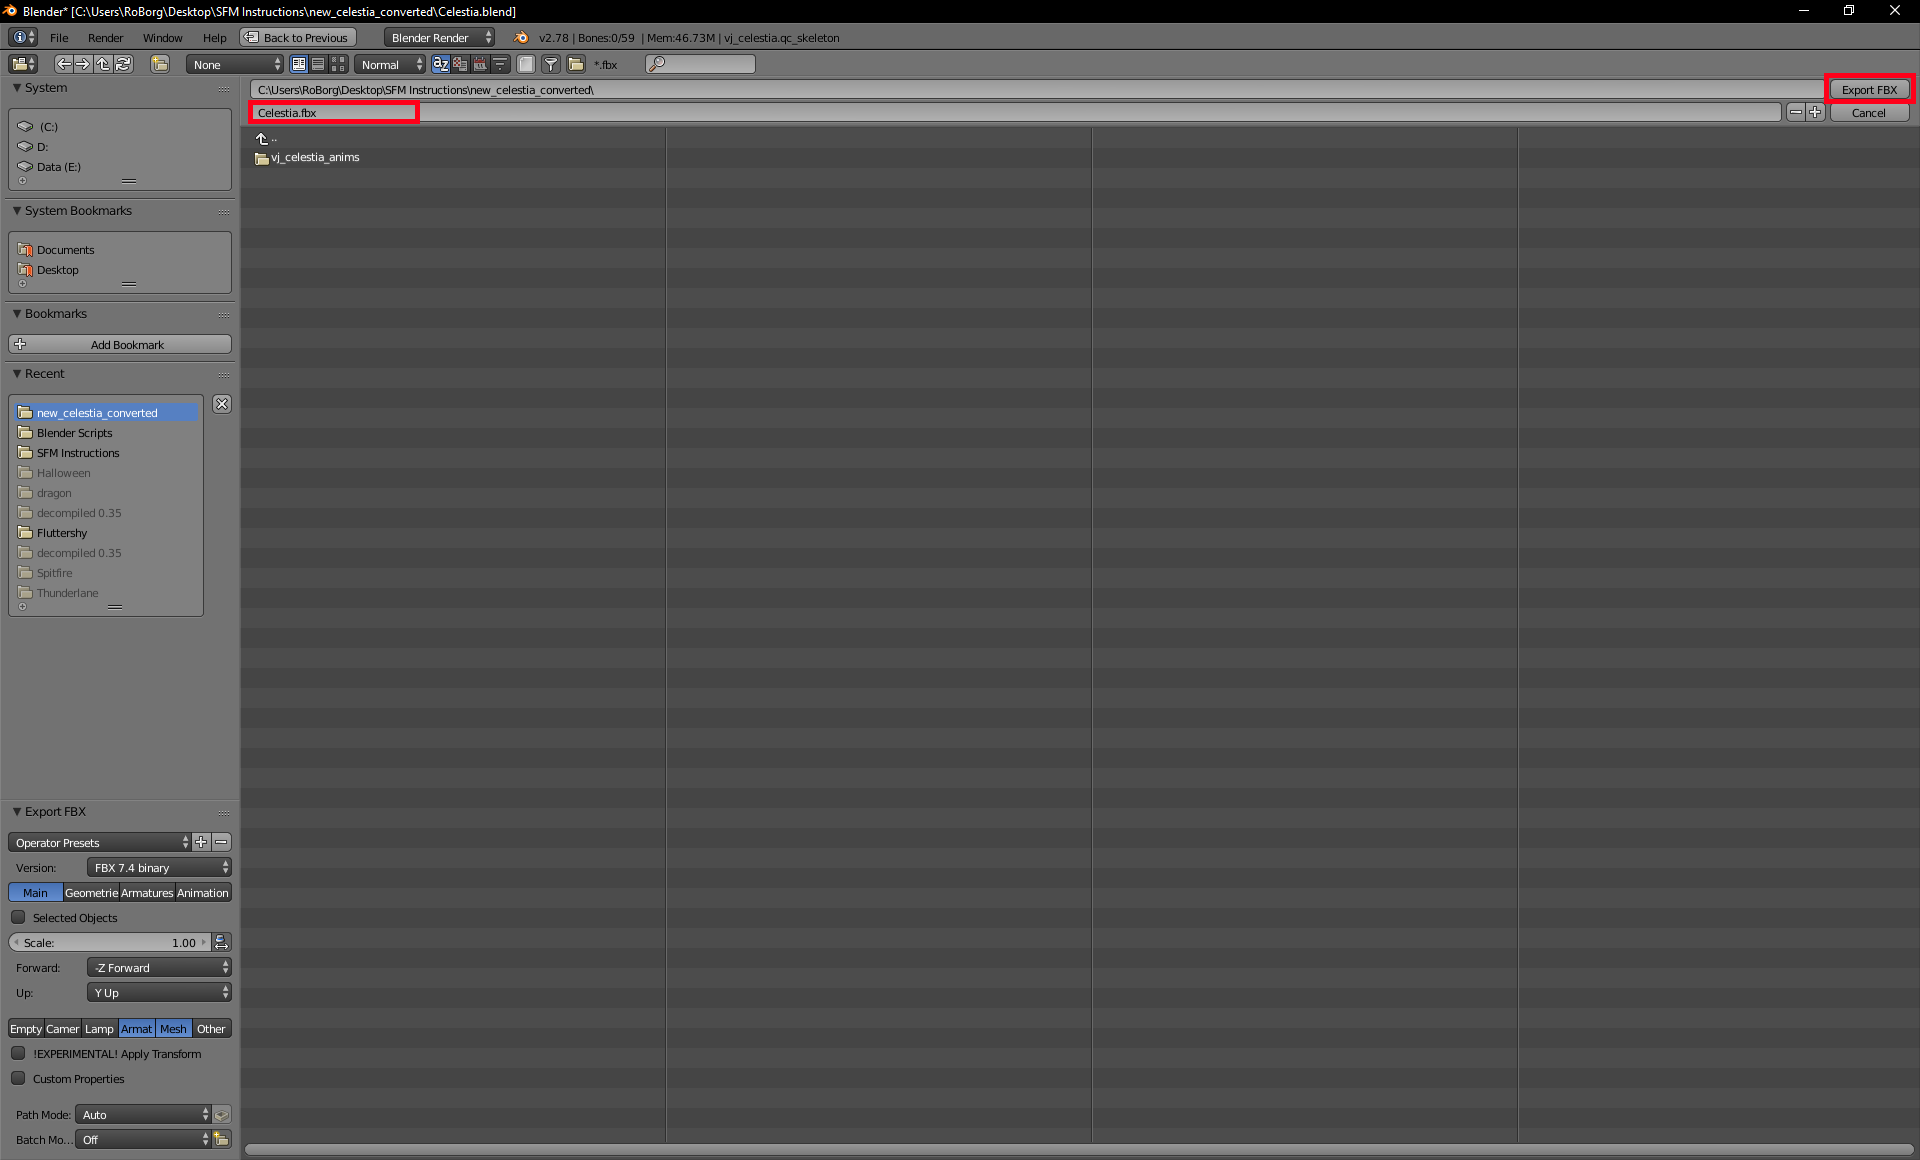 Blender* [C:\Users\RoBorg\Desktop\SFM Instructions\new_celestia_converted\Celestia.blend]
File Render Window Help Back to Previous Blender Render v2.78 | Bones:0/59 | Mem:46.73M | vj_celestia.qc_skeleton
None Normal *.fbx
System
(C:)
D:
Data (E:)
System Bookmarks
Documents
Desktop
Bookmarks
Add Bookmark
Recent
new_celestia_converted
Blender Scripts
SFM Instructions
Halloween
dragon
decompiled 0.35
Fluttershy
decompiled 0.35
Spitfire
Thunderlane
Export FBX
Operator Presets
Version: FBX 7.4 binary
Main Geometrie Armatures Animation
Selected Objects
Scale: 1.00
Forward: -Z Forward
Up: Y Up
Empty Camer Lamp Armat Mesh Other
!EXPERIMENTAL! Apply Transform
Custom Properties
Path Mode: Auto
Batch Mo... Off
C:\Users\RoBorg\Desktop\SFM Instructions\new_celestia_converted\ Export FBX
Celestia.fbx Cancel
..
vj_celestia_anims